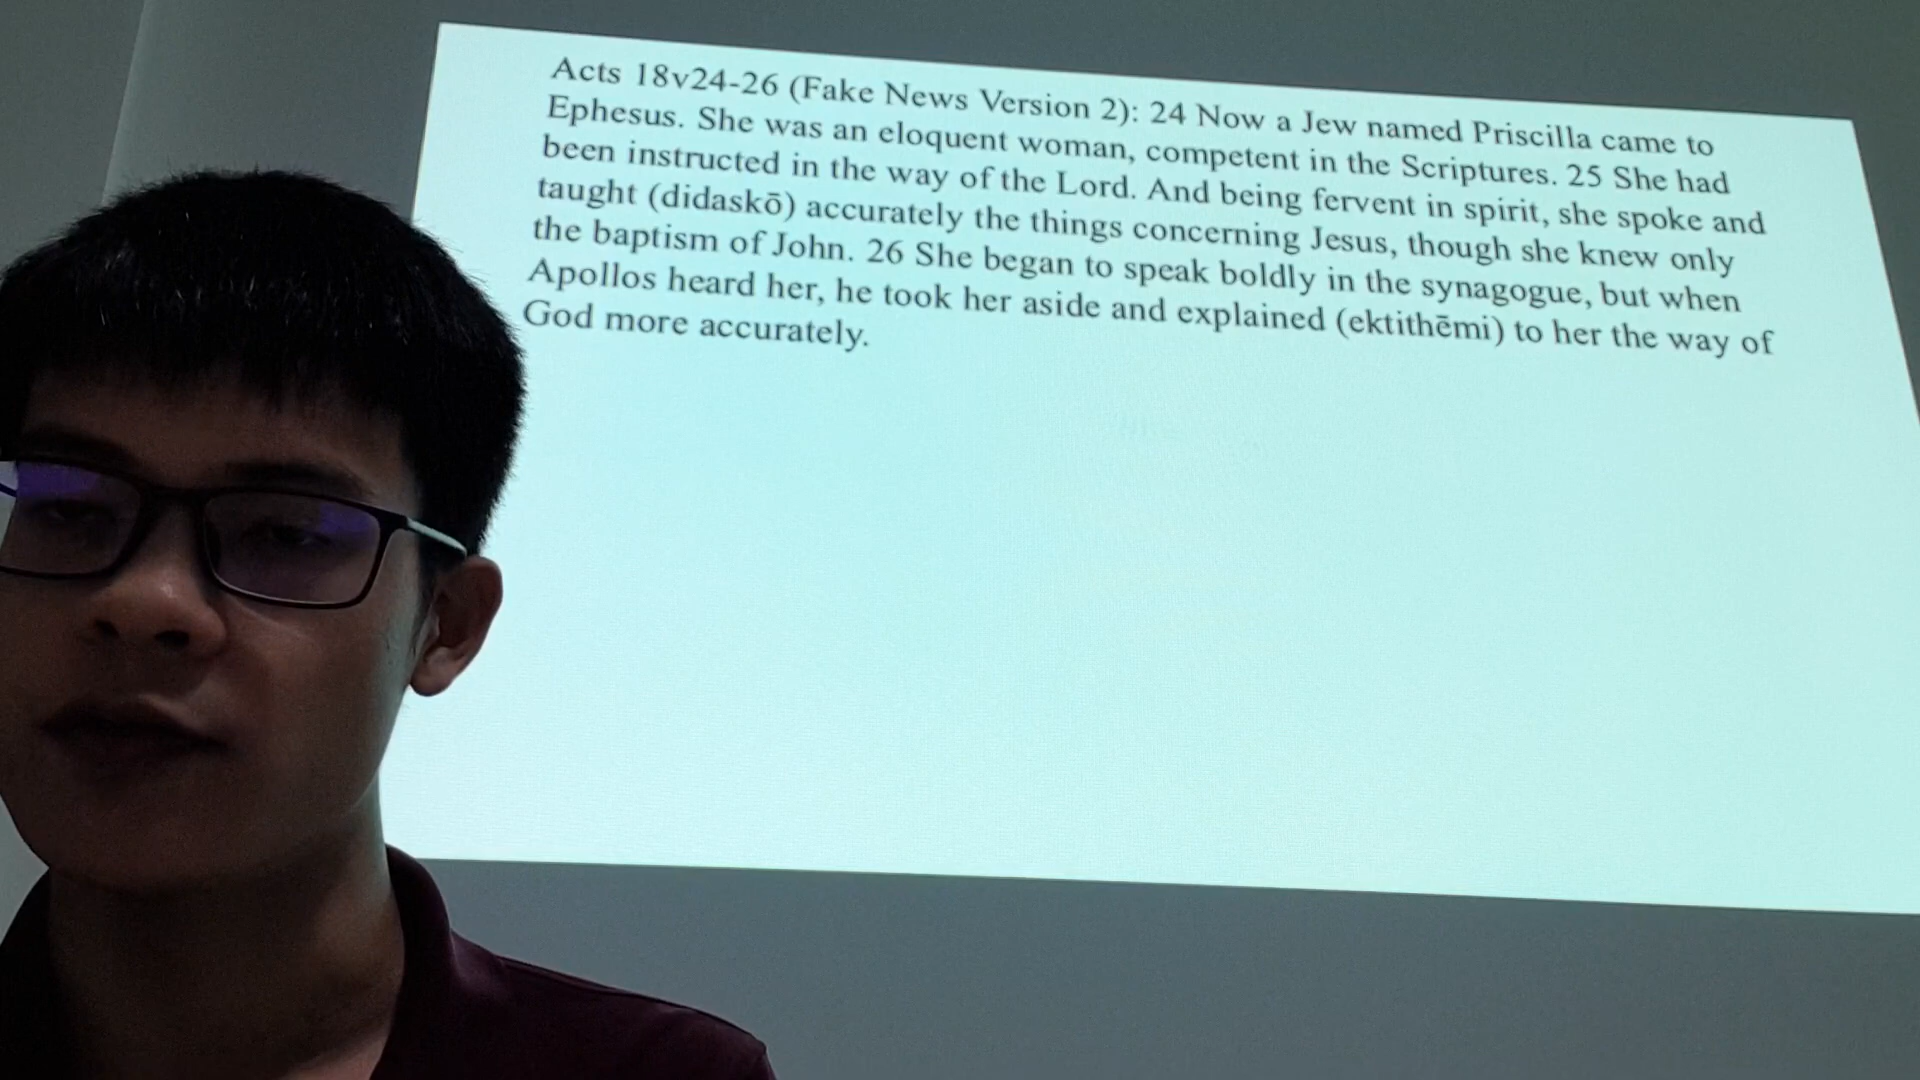 Acts 18v24-26 (Fake News Version 2): 24 Now a Jew named Priscilla came to
Ephesus. She was an eloquent woman, competent in the Scriptures. 25 She had
been instructed in the way of the Lord. And being fervent in spirit, she spoke and
taught (didaskō) accurately the things concerning Jesus, though she knew only
the baptism of John. 26 She began to speak boldly in the synagogue, but when
Apollos heard her, he took her aside and explained (ektithēmi) to her the way of
God more accurately.